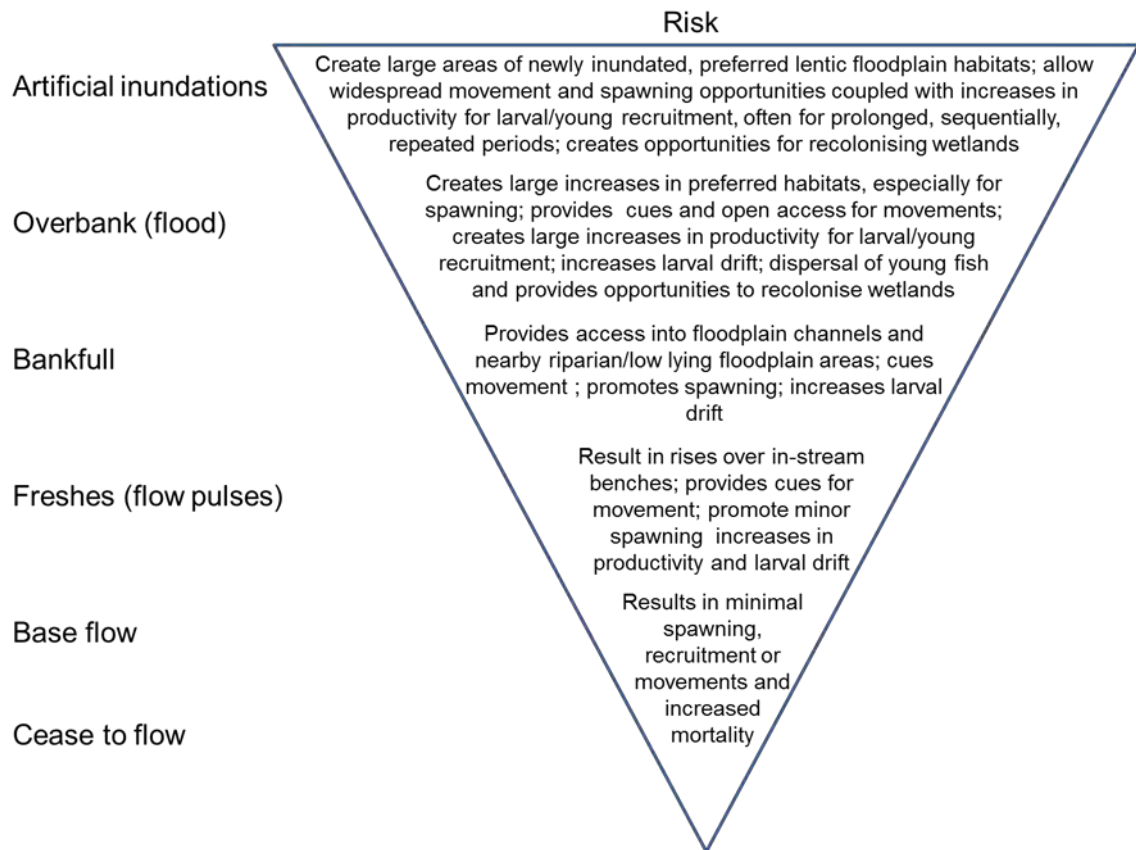 Risk
Artificial inundations
Create large areas of newly inundated, preferred lentic floodplain habitats; allow
widespread movement and spawning opportunities coupled with increases in
productivity for larval/young recruitment, often for prolonged, sequentially,
repeated periods; creates opportunities for recolonising wetlands
Overbank (flood)
Creates large increases in preferred habitats, especially for
spawning; provides cues and open access for movements;
creates large increases in productivity for larval/young
recruitment; increases larval drift; dispersal of young fish
and provides opportunities to recolonise wetlands
Bankfull
Provides access into floodplain channels and
nearby riparian/low lying floodplain areas; cues
movement ; promotes spawning; increases larval
drift
Freshes (flow pulses)
Result in rises over in-stream
benches; provides cues for
movement; promote minor
spawning increases in
productivity and larval drift
Base flow
Results in minimal
spawning,
recruitment or
movements and
increased
mortality
Cease to flow